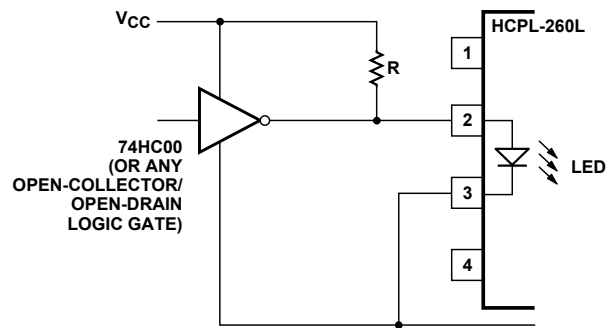 VCC
HCPL-260L
1
R
2
74HC00
(OR ANY
OPEN-COLLECTOR/
OPEN-DRAIN
LOGIC GATE)
LED
3
4